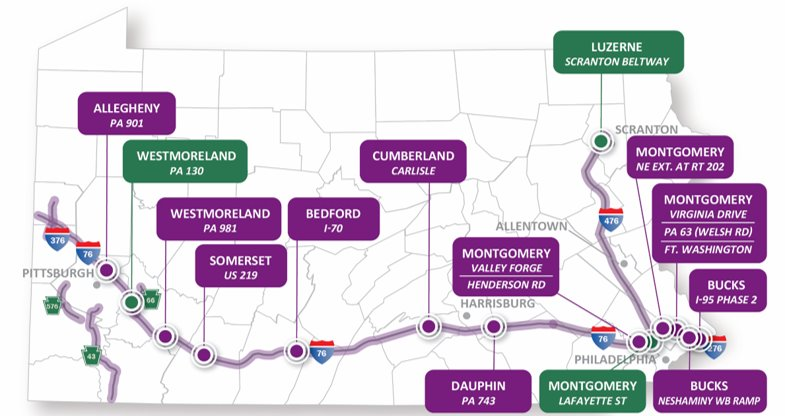 LUZERNE
SCRANTON BELTWAY
ALLEGHENY
PA 901
SCRANTON
WESTMORELAND
PA 130
CUMBERLAND
CARLISLE
MONTGOMERY
NE EXT. AT RT 202
WESTMORELAND
PA 981
BEDFORD
I-70
MONTGOMERY
VIRGINIA DRIVE
PA 63 (WELSH RD)
FT. WASHINGTON
476
ALLENTOWN
376
76
SOMERSET
US 219
MONTGOMERY
VALLEY FORGE
HENDERSON RD
PITTSBURGH
BUCKS
I-95 PHASE 2
576
66
HARRISBURG
76
76
276
43
PHILADELPHIA
DAUPHIN
PA 743
MONTGOMERY
LAFAYETTE ST
BUCKS
NESHAMINY WB RAMP